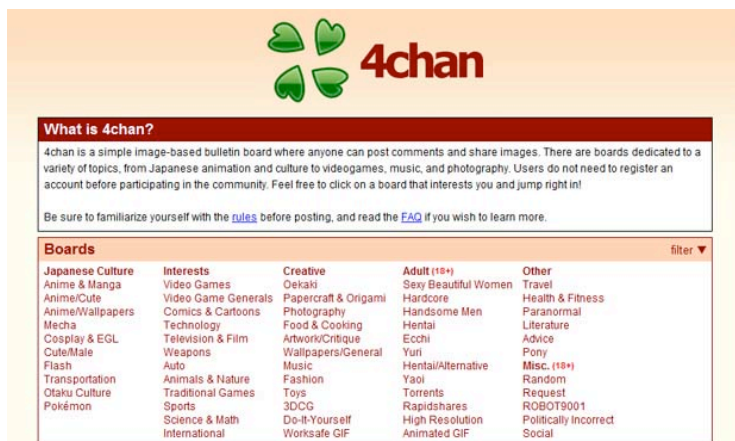 4chan
What is 4chan?
4chan is a simple image-based bulletin board where anyone can post comments and share images. There are boards dedicated to a
variety of topics, from Japanese animation and culture to videogames, music, and photography. Users do not need to register an
account before participating in the community. Feel free to click on a board that interests you and jump right in!
Be sure to familiarize yourself with the rules before posting, and read the FAQ if you wish to learn more.
Boards
filter ▼
Japanese Culture
Anime & Manga
Anime/Cute
Anime/Wallpapers
Mecha
Cosplay & EGL
Cute/Male
Flash
Transportation
Otaku Culture
Pokémon
Interests
Video Games
Video Game Generals
Comics & Cartoons
Technology
Television & Film
Weapons
Auto
Animals & Nature
Traditional Games
Sports
Science & Math
International
Creative
Oekaki
Papercraft & Origami
Photography
Food & Cooking
Artwork/Critique
Wallpapers/General
Music
Fashion
Toys
3DCG
Do-It-Yourself
Worksafe GIF
Adult (18+)
Sexy Beautiful Women
Hardcore
Handsome Men
Hentai
Ecchi
Yuri
Hentai/Alternative
Yaoi
Torrents
Rapidshares
High Resolution
Animated GIF
Other
Travel
Health & Fitness
Paranormal
Literature
Advice
Pony
Misc. (18+)
Random
Request
ROBOT9001
Politically Incorrect
Social